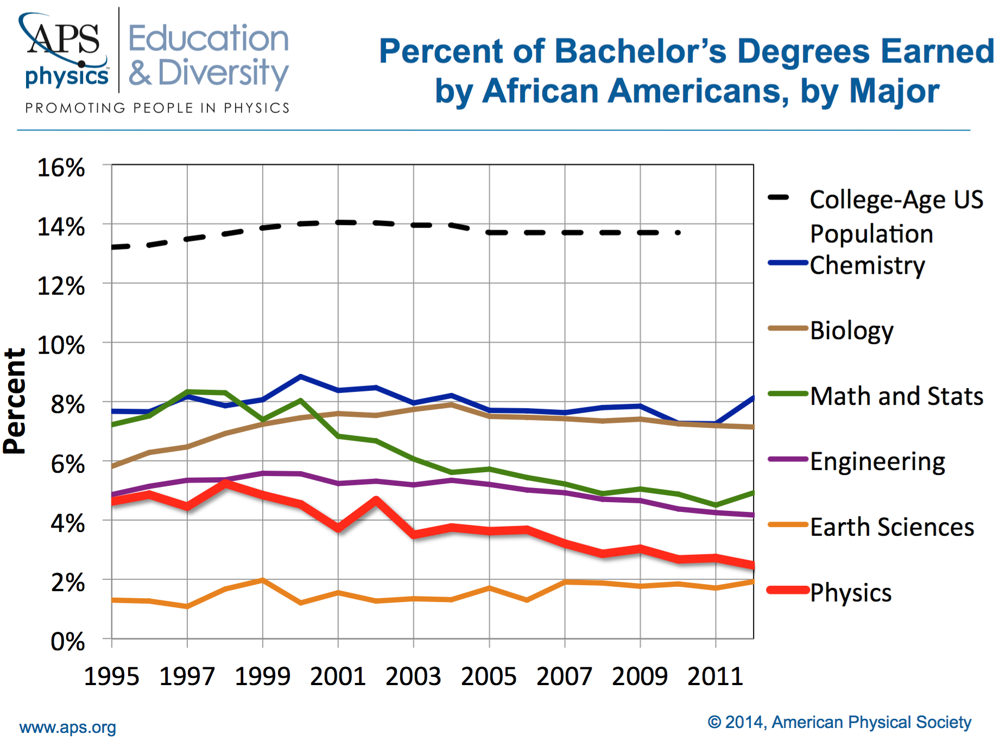 APS
physics™
Education
& Diversity
PROMOTING PEOPLE IN PHYSICS
Percent of Bachelor’s Degrees Earned
by African Americans, by Major
Percent
16%
14%
12%
10%
8%
6%
4%
2%
0%
1995 1997 1999 2001 2003 2005 2007 2009 2011
College-Age US
Population
Chemistry
Biology
Math and Stats
Engineering
Earth Sciences
Physics
www.aps.org
© 2014, American Physical Society